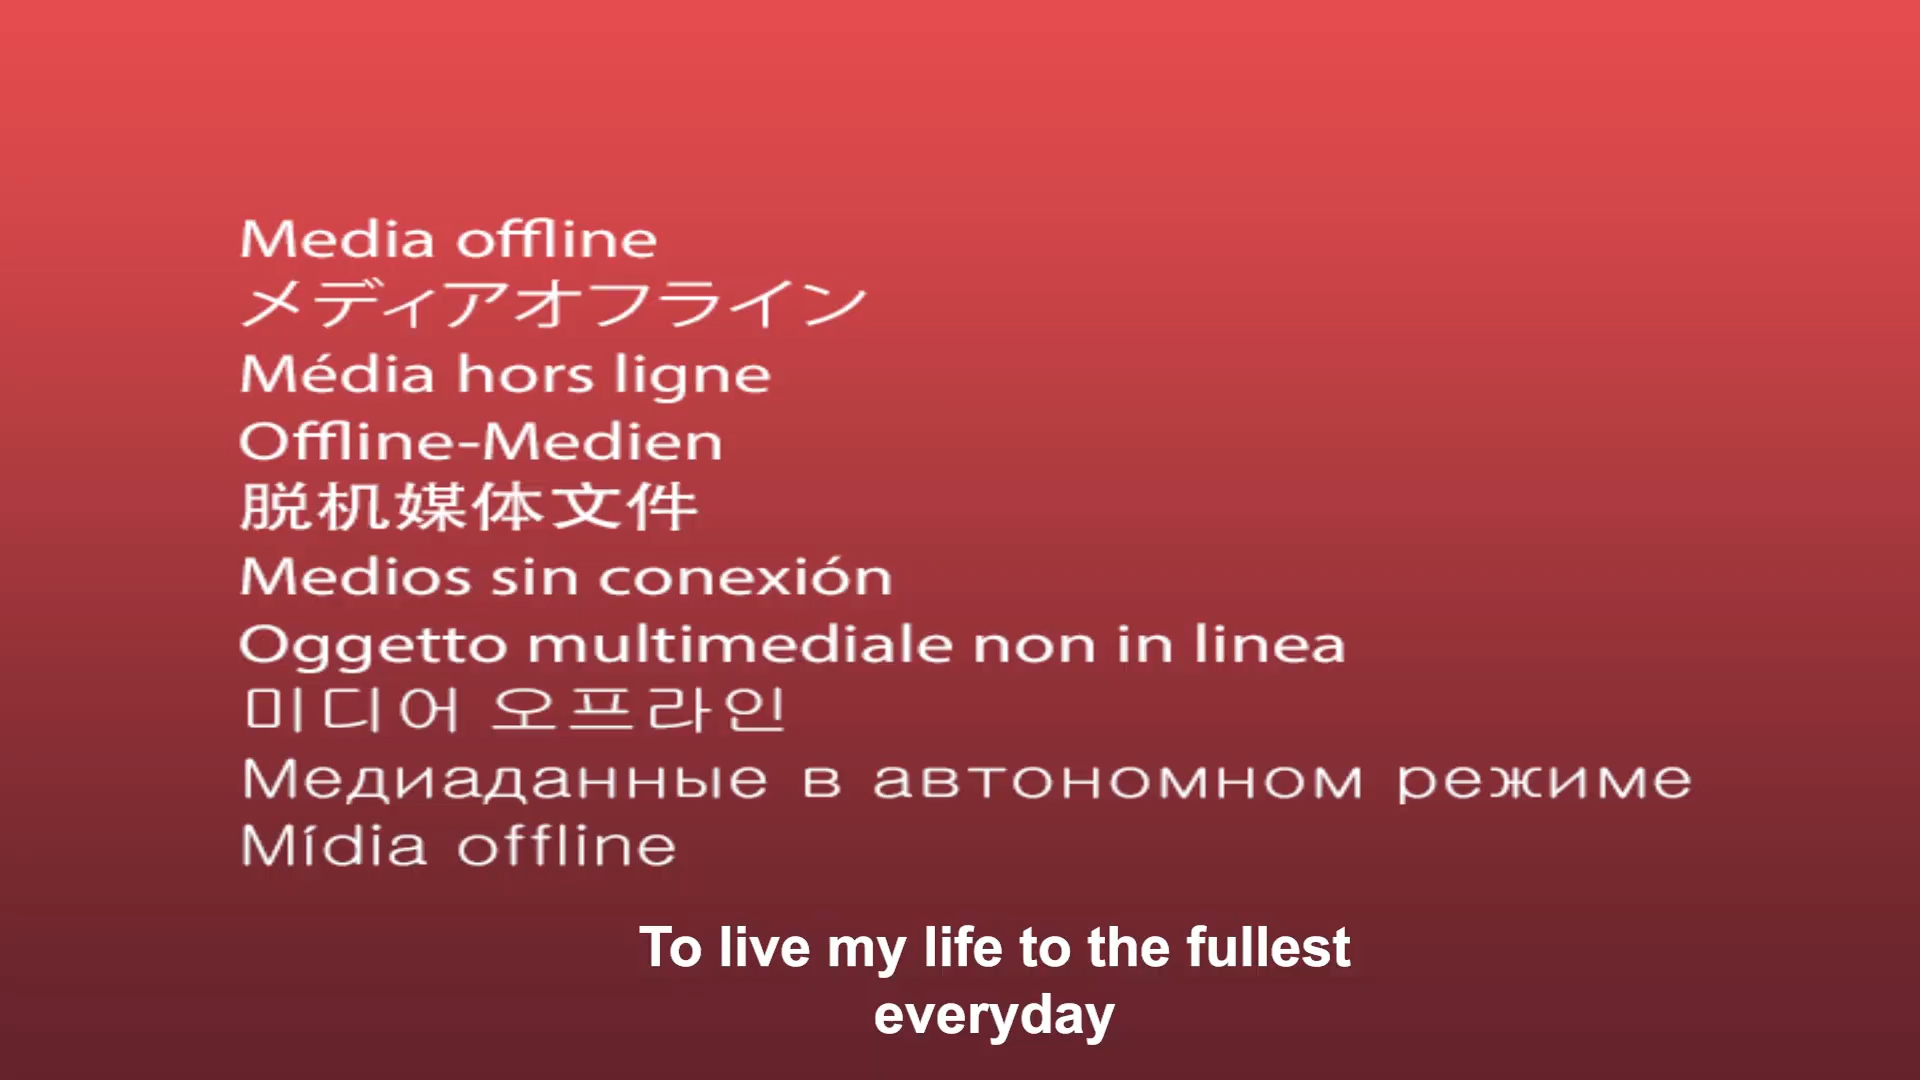 Media offline
メディアオフライン
Média hors ligne
Offline-Medien
脱机媒体文件
Medios sin conexión
Oggetto multimediale non in linea
미디어 오프라인
Медиаданные в автономном режиме
Mídia offline
To live my life to the fullest
everyday